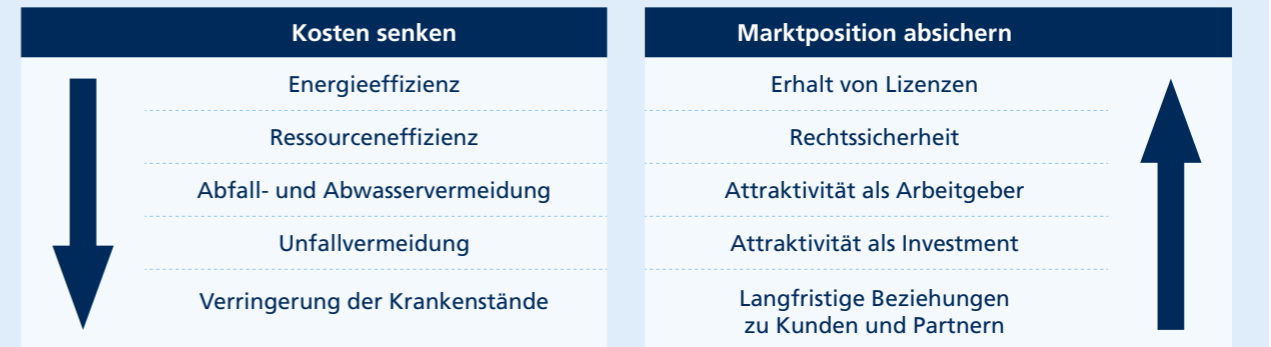 Kosten senken
Energieeffizienz
Ressourceneffizienz
Abfall- und Abwasservermeidung
Unfallvermeidung
Verringerung der Krankenstände
Marktposition absichern
Erhalt von Lizenzen
Rechtssicherheit
Attraktivität als Arbeitgeber
Attraktivität als Investment
Langfristige Beziehungen
zu Kunden und Partnern